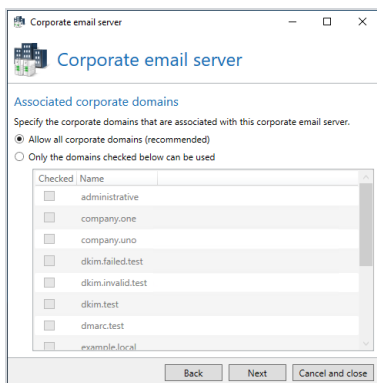 Corporate email server
Corporate email server
Associated corporate domains
Specify the corporate domains that are associated with this corporate email server.
Allow all corporate domains (recommended)
Only the domains checked below can be used
Checked Name
administrative
company.one
company.uno
dkim.failed.test
dkim.invalid.test
dkim.test
dmarc.test
example.local
Back Next Cancel and close